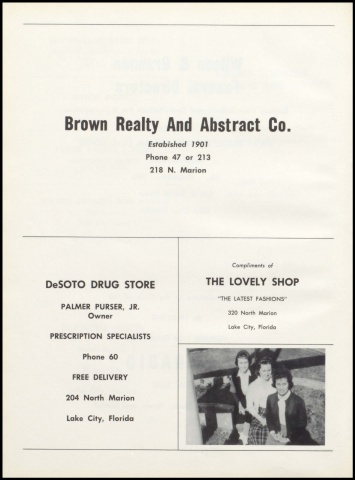 Brown Realty And Abstract Co.
Estabished 1901
Phone 47 or 213
218 N. Marion
DeSOTO DRUG STORE
PALMER PURSER, JR.
Owner
PRESCRIPTION SPECIALISTS
Phone 60
FREE DELIVERY
204 North Marion
Lake City, Florida
Compliments of
THE LOVELY SHOP
"THE LATEST FASHIONS"
320 North Marion
Lake City, Florida